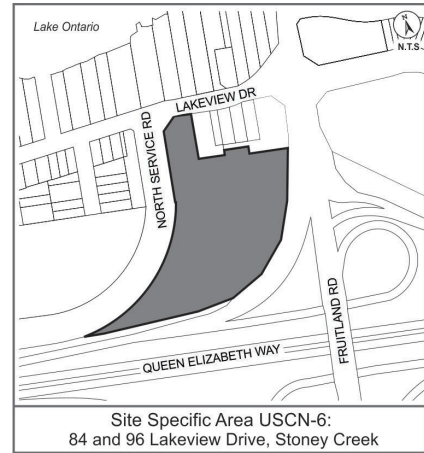 Lake Ontario
N
N.T.S
LAKEVIEW DR
NORTH SERVICE RD
FRUITLAND RD
QUEEN ELIZABETH WAY
Site Specific Area USCN-6:
84 and 96 Lakeview Drive, Stoney Creek